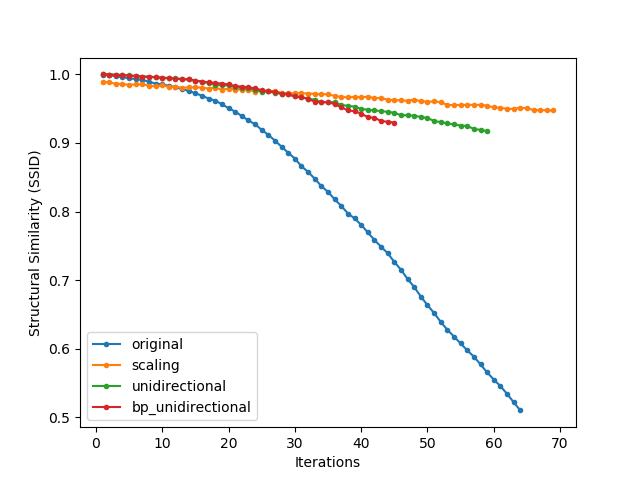 1.0
0.9
0.8
0.7
0.6
0.5
Structural Similarity (SSID)
original
scaling
unidirectional
bp_unidirectional
0 10 20 30 40 50 60 70
Iterations